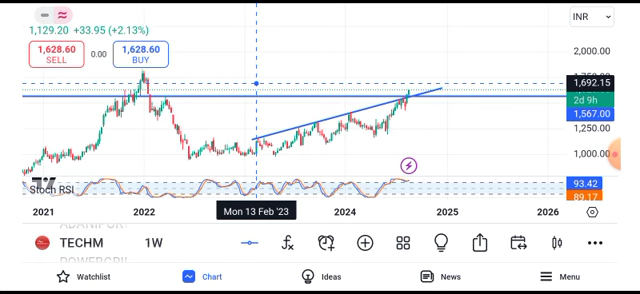 INR
1,129.20 +33.95 (+2.13%)
1,628.60
SELL
0.00
1,628.60
BUY
2,000.00
1,692.15
2d 9h
1,567.00
1,250.00
1,000.00
Stoch RSI
93.42
89.17
2021
2022
Mon 13 Feb '23
2024
2025
2026
TECHM
1W
Watchlist
Chart
Ideas
News
Menu